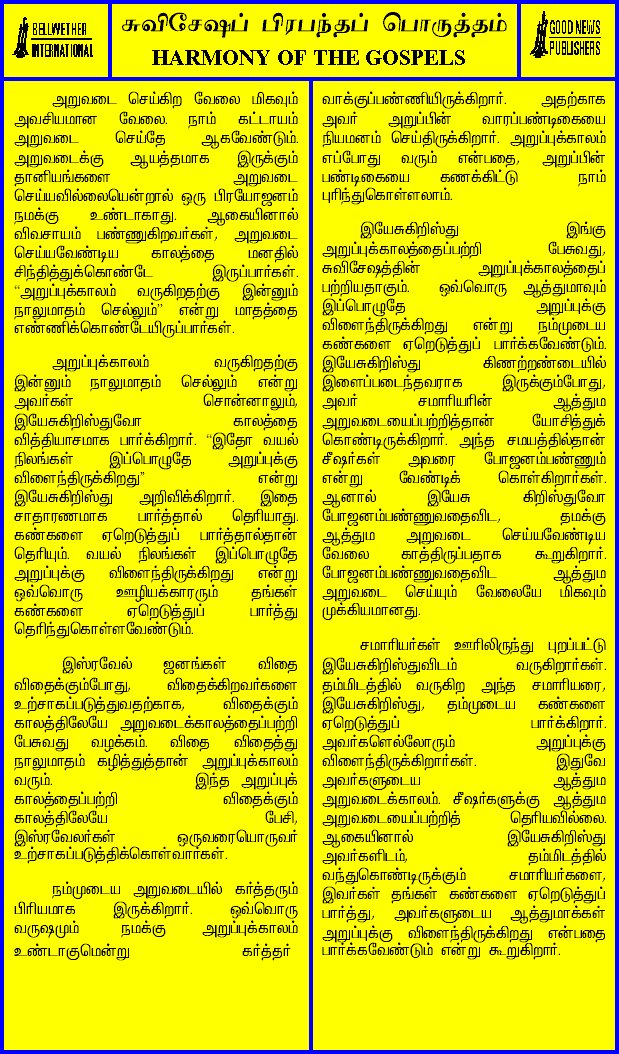 BELLWETHER
INTERNATIONAL
சுவிசேஷப் பிரபந்தப் பொருத்தம்
HARMONY OF THE GOSPELS
GOOD NEWS
PUBLISHERS
அறுவடை செய்கிற வேலை மிகவும்
அவசியமான வேலை. நாம் கட்டாயம்
அறுவடை செய்தே ஆகவேண்டும்.
அறுவடைக்கு ஆயத்தமாக இருக்கும்
தானியங்களை அறுவடை
செய்யவில்லையென்றால் ஒரு பிரயோஜனம்
நமக்கு உண்டாகாது. ஆகையினால்
விவசாயம் பண்ணுகிறவர்கள், அறுவடை
செய்யவேண்டிய காலத்தை மனதில்
சிந்தித்துக்கொண்டே இருப்பார்கள்.
“அறுப்புக்காலம் வருகிறதற்கு இன்னும்
நாலுமாதம் செல்லும்” என்று மாதத்தை
எண்ணிக்கொண்டேயிருப்பார்கள்.
அறுப்புக்காலம் வருகிறதற்கு
இன்னும் நாலுமாதம் செல்லும் என்று
அவர்கள் சொன்னாலும்,
இயேசுகிறிஸ்துவோ காலத்தை
வித்தியாசமாக பார்க்கிறார். “இதோ வயல்
நிலங்கள் இப்பொழுதே அறுப்புக்கு
விளைந்திருக்கிறது” என்று
இயேசுகிறிஸ்து அறிவிக்கிறார். இதை
சாதாரணமாக பார்த்தால் தெரியாது.
கண்களை ஏறெடுத்துப் பார்த்தால்தான்
தெரியும். வயல் நிலங்கள் இப்பொழுதே
அறுப்புக்கு விளைந்திருக்கிறது என்று
ஒவ்வொரு ஊழியக்காரரும் தங்கள்
கண்களை ஏறெடுத்துப் பார்த்து
தெரிந்துகொள்ளவேண்டும்.
இஸ்ரவேல் ஜனங்கள் விதை
விதைக்கும்போது, விதைக்கிறவர்களை
உற்சாகப்படுத்துவதற்காக, விதைக்கும்
காலத்திலேயே அறுவடைக்காலத்தைப்பற்றி
பேசுவது வழக்கம். விதை விதைத்து
நாலுமாதம் கழித்துத்தான் அறுப்புக்காலம்
வரும். இந்த அறுப்புக்
காலத்தைப்பற்றி விதைக்கும்
காலத்திலேயே பேசி,
இஸ்ரவேலர்கள் ஒருவரையொருவர்
உற்சாகப்படுத்திக்கொள்வார்கள்.
நம்முடைய அறுவடையில் கர்த்தரும்
பிரியமாக இருக்கிறார். ஒவ்வொரு
வருஷமும் நமக்கு அறுப்புக்காலம்
உண்டாகுமென்று கர்த்தர்
வாக்குப்பண்ணியிருக்கிறார். அதற்காக
அவர் அறுப்பின் வாரப்பண்டிகையை
நியமனம் செய்திருக்கிறார். அறுப்புக்காலம்
எப்போது வரும் என்பதை, அறுப்பின்
பண்டிகையை கணக்கிட்டு நாம்
புரிந்துகொள்ளலாம்.
இயேசுகிறிஸ்து இங்கு
அறுப்புக்காலத்தைப்பற்றி பேசுவது,
சுவிசேஷத்தின் அறுப்புக்காலத்தைப்
பற்றியதாகும். ஒவ்வொரு ஆத்துமாவும்
இப்பொழுதே அறுப்புக்கு
விளைந்திருக்கிறது என்று நம்முடைய
கண்களை ஏறெடுத்துப் பார்க்கவேண்டும்.
இயேசுகிறிஸ்து கிணற்றண்டையில்
இளைப்படைந்தவராக இருக்கும்போது,
அவர் சமாரியரின் ஆத்தும
அறுவடையைப்பற்றித்தான் யோசித்துக்
கொண்டிருக்கிறார். அந்த சமயத்தில்தான்
சீஷர்கள் அவரை போஜனம்பண்ணும்
என்று வேண்டிக் கொள்கிறார்கள்.
ஆனால் இயேசு கிறிஸ்துவோ
போஜனம்பண்ணுவதைவிட, தமக்கு
ஆத்தும அறுவடை செய்யவேண்டிய
வேலை காத்திருப்பதாக கூறுகிறார்.
போஜனம்பண்ணுவதைவிட ஆத்தும
அறுவடை செய்யும் வேலையே மிகவும்
முக்கியமானது.
சமாரியர்கள் ஊரிலிருந்து புறப்பட்டு
இயேசுகிறிஸ்துவிடம் வருகிறார்கள்.
தம்மிடத்தில் வருகிற அந்த சமாரியரை,
இயேசுகிறிஸ்து, தம்முடைய கண்களை
ஏறெடுத்துப் பார்க்கிறார்.
அவர்களெல்லோரும் அறுப்புக்கு
விளைந்திருக்கிறார்கள். இதுவே
அவர்களுடைய ஆத்தும
அறுவடைக்காலம். சீஷர்களுக்கு ஆத்தும
அறுவடையைப்பற்றித் தெரியவில்லை.
ஆகையினால் இயேசுகிறிஸ்து
அவர்களிடம், தம்மிடத்தில்
வந்துகொண்டிருக்கும் சமாரியர்களை,
இவர்கள் தங்கள் கண்களை ஏறெடுத்துப்
பார்த்து, அவர்களுடைய ஆத்துமாக்கள்
அறுப்புக்கு விளைந்திருக்கிறது என்பதை
பார்க்கவேண்டும் என்று கூறுகிறார்.